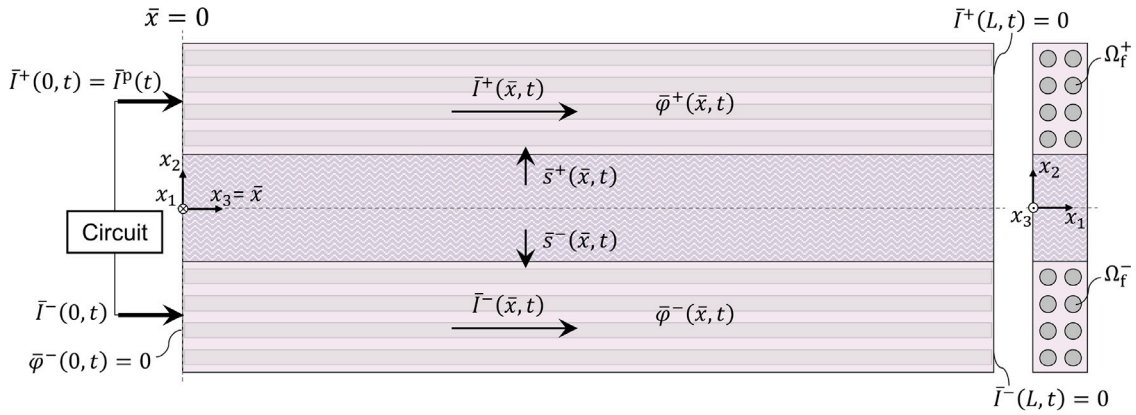 x̄ = 0
Ī⁺(L, t) = 0
Ī⁺(0, t) = Īᵖ(t)
Ī⁺(x̄, t)
φ̄⁺(x̄, t)
Ω_f⁺
x₂
s̄⁺(x̄, t)
x₂
x₁
x₃ = x̄
x₃
x₁
Circuit
s̄⁻(x̄, t)
Ω_f⁻
Ī⁻(0, t)
Ī⁻(x̄, t)
φ̄⁻(x̄, t)
φ̄⁻(0, t) = 0
Ī⁻(L, t) = 0